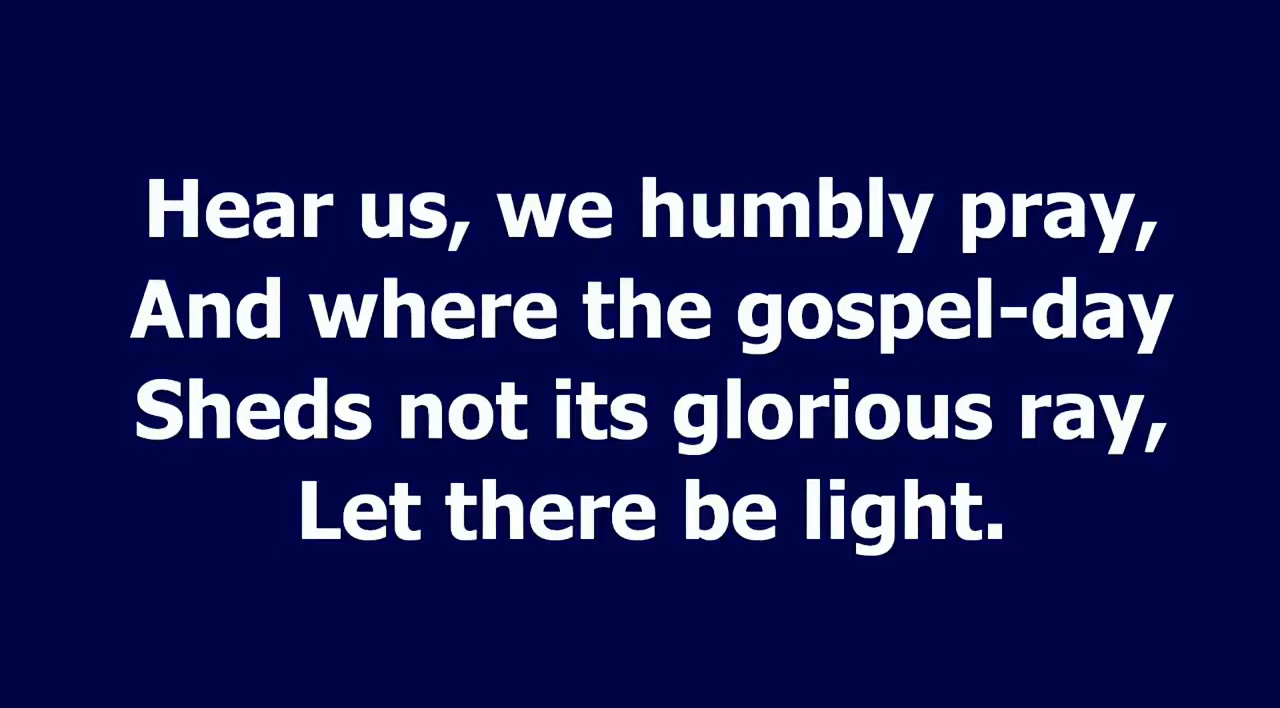 Hear us, we humbly pray,
And where the gospel-day
Sheds not its glorious ray,
Let there be light.